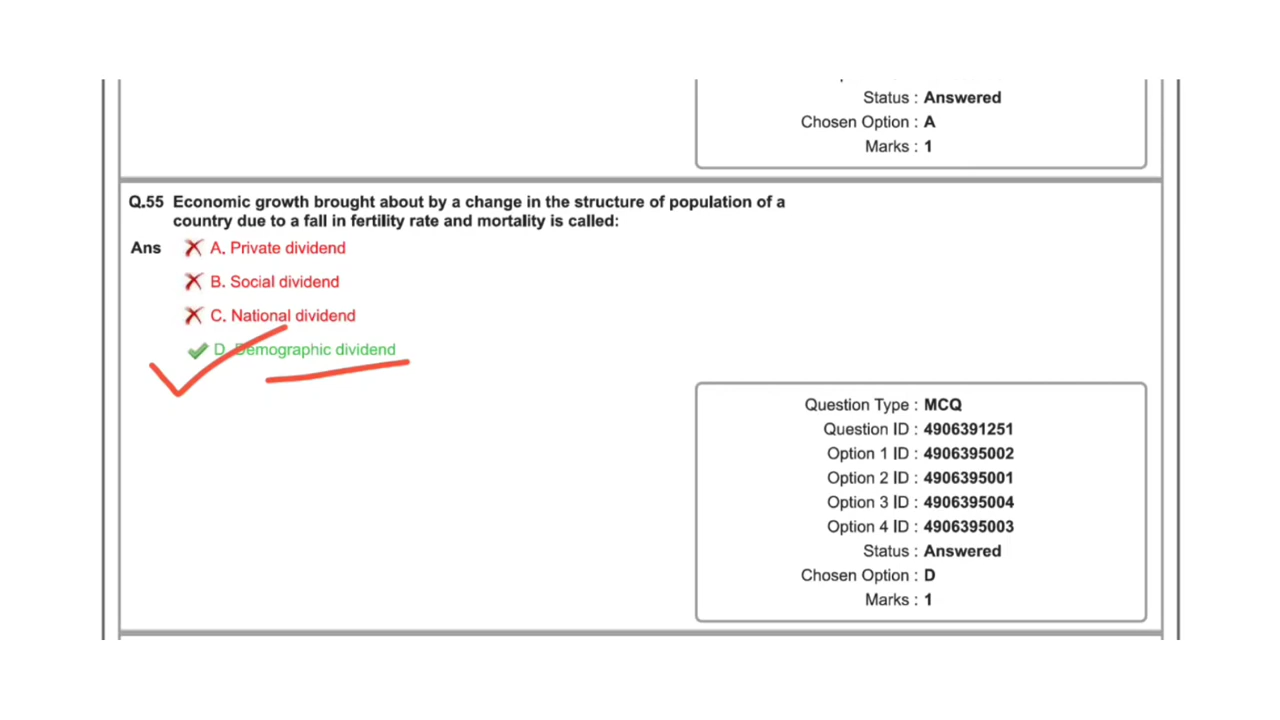 Status : Answered
Chosen Option : A
Marks : 1
Q.55 Economic growth brought about by a change in the structure of population of a
country due to a fall in fertility rate and mortality is called:
Ans A. Private dividend
B. Social dividend
C. National dividend
D. Demographic dividend
Question Type : MCQ
Question ID : 4906391251
Option 1 ID : 4906395002
Option 2 ID : 4906395001
Option 3 ID : 4906395004
Option 4 ID : 4906395003
Status : Answered
Chosen Option : D
Marks : 1